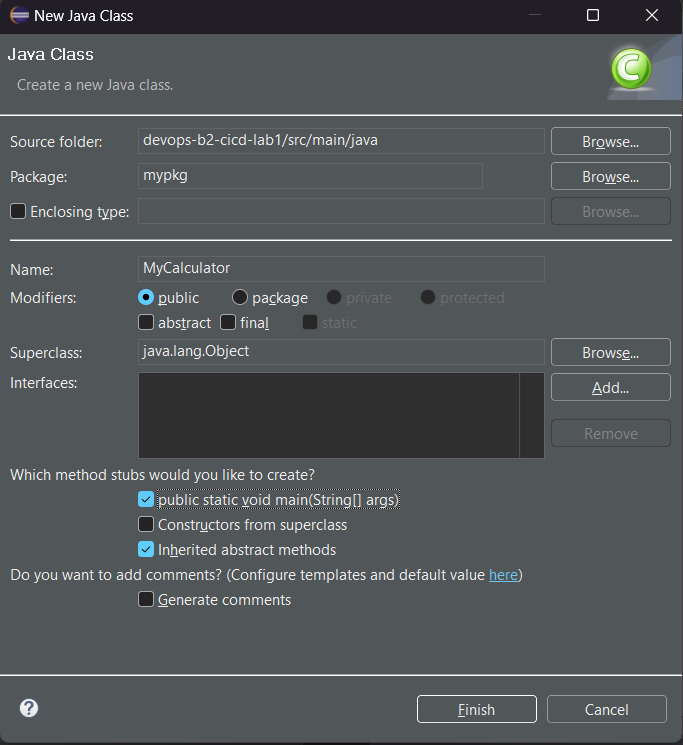 New Java Class
Java Class
Create a new Java class.
C
Source folder: devops-b2-cicd-lab1/src/main/java Browse...
Package: mypkg Browse...
Enclosing type: Browse...
Name: MyCalculator
Modifiers: public package private protected
abstract final static
Superclass: java.lang.Object Browse...
Interfaces: Add...
Remove
Which method stubs would you like to create?
public static void main(String[] args)
Constructors from superclass
Inherited abstract methods
Do you want to add comments? (Configure templates and default value here)
Generate comments
? Finish Cancel